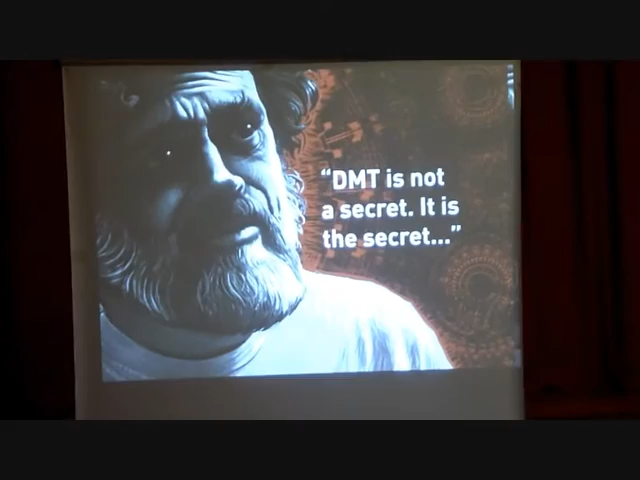 “DMT is not
a secret. It is
the secret...”